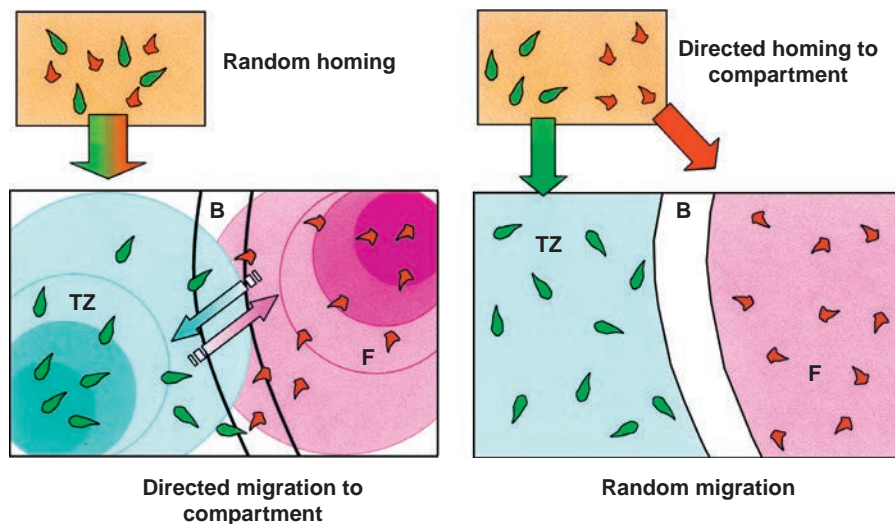 Random homing
B
TZ
F
Directed migration to
compartment
Directed homing to
compartment
B
TZ
F
Random migration